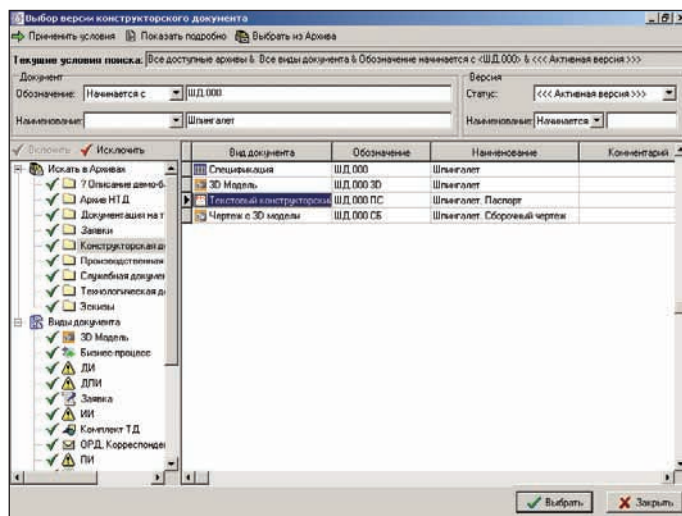 Выбор версии конструкторского документа
Применить условия Показать подробно Выбрать из Архива
Текущие условия поиска: Все доступные архивы & Все виды документа & Обозначение начинается с <ШД.000> & <<< Активная версия >>>
Документ Версия
Обозначение: Начинается с ШД.000 Статус: <<< Активная версия >>>
Наименование: Шпингалет Наименование: Начинается
Включить Исключить
Вид документа Обозначение Наименование Комментарий
Искать в Архивах Спецификация ШД.000 Шпингалет
? Описание демо-б 3D Модель ШД.000 3D Шпингалет
Архив НТД Текстовый конструкторски ШД.000 ПС Шпингалет. Паспорт
Документация на т Чертеж с 3D модели ШД.000 СБ Шпингалет. Сборочный чертеж
Заявки
Конструкторская д
Производственная
Служебная докумен
Технологическая д
Эскизы
Виды документа
3D Модель
Бизнес-процесс
ДИ
ДПИ
Заявка
ИИ
Комплект ТД
ОРД, Корреспонде
ПИ
Выбрать Закрыть